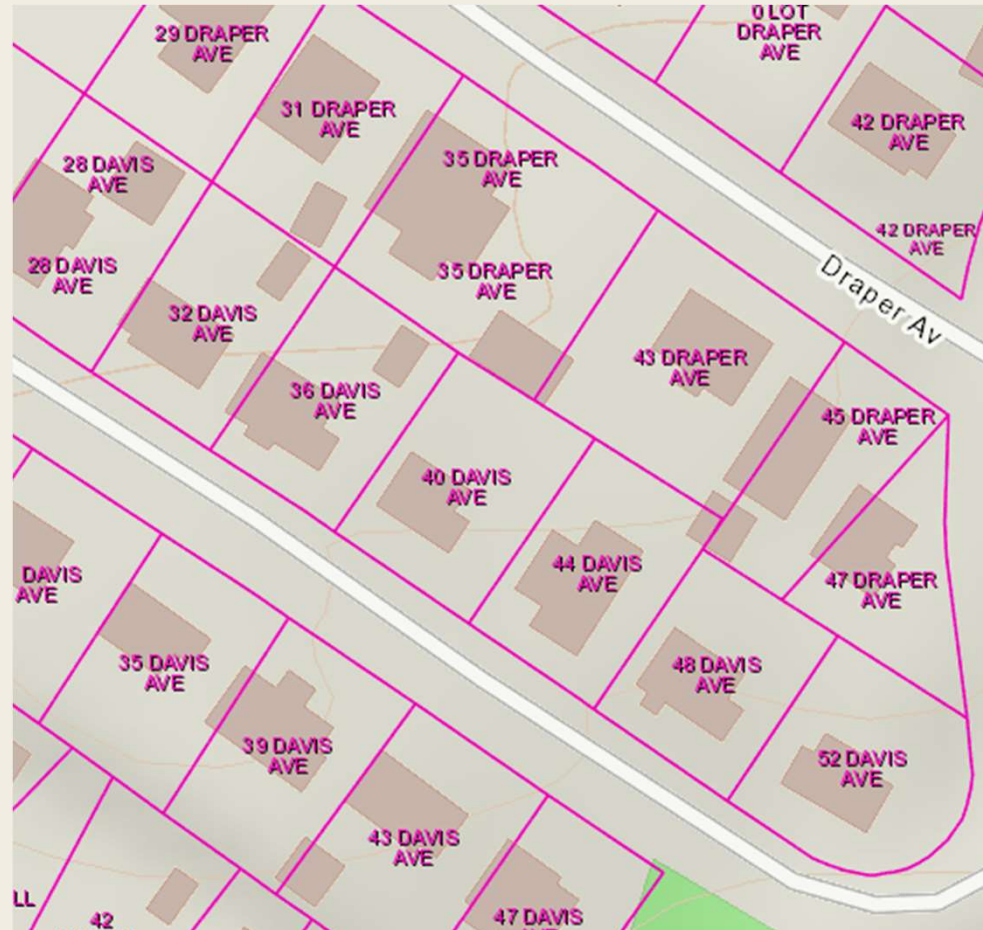 0 LOT
DRAPER
AVE
29 DRAPER
AVE
31 DRAPER
AVE
42 DRAPER
AVE
28 DAVIS
AVE
35 DRAPER
AVE
42 DRAPER
AVE
28 DAVIS
AVE
35 DRAPER
AVE
Draper Av
32 DAVIS
AVE
43 DRAPER
AVE
36 DAVIS
AVE
45 DRAPER
AVE
40 DAVIS
AVE
44 DAVIS
AVE
DAVIS
AVE
47 DRAPER
AVE
35 DAVIS
AVE
48 DAVIS
AVE
39 DAVIS
AVE
52 DAVIS
AVE
43 DAVIS
AVE
LL
42
47 DAVIS